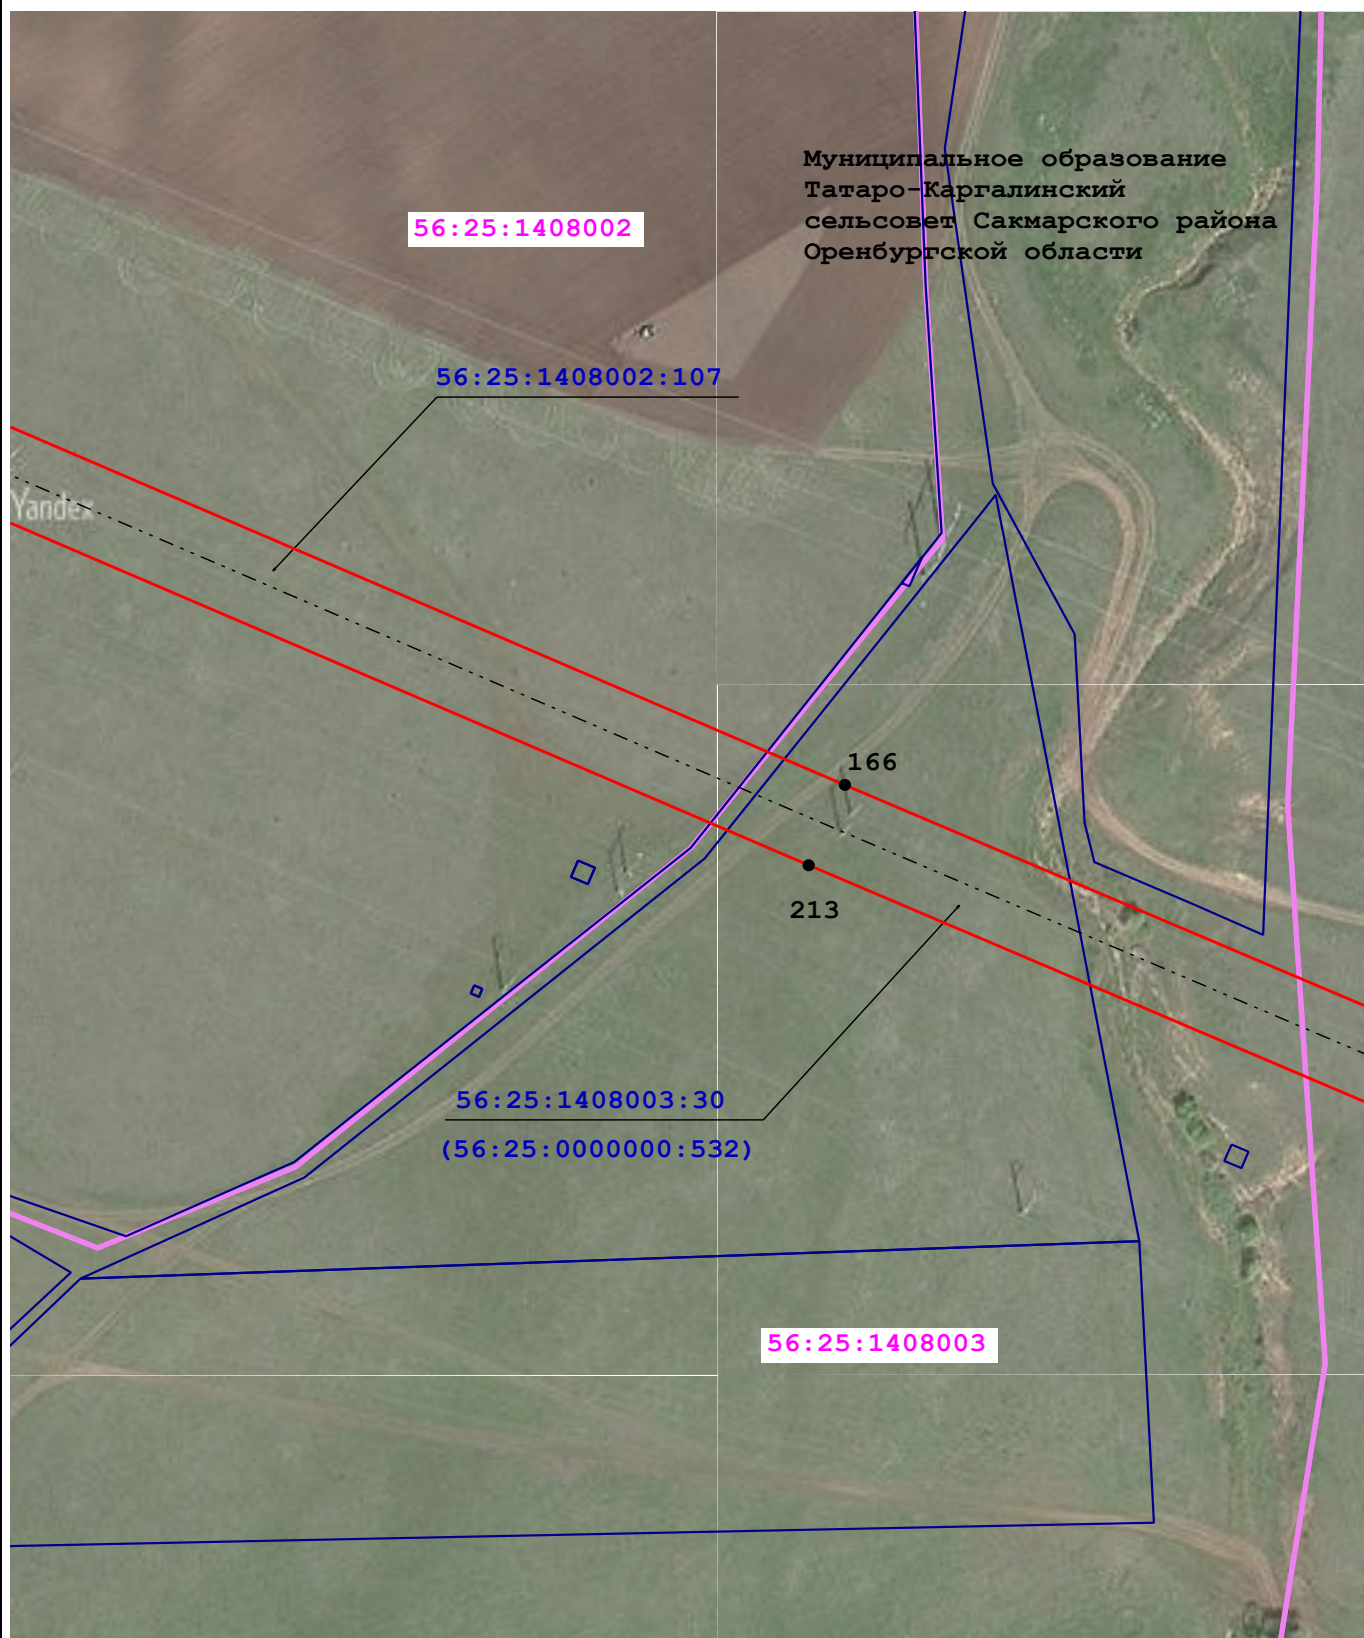 Муниципальное образование
Татаро-Каргалинский
сельсовет Сакмарского района
Оренбургской области
56:25:1408002
56:25:1408002:107
Yandex
166
213
56:25:1408003:30
(56:25:0000000:532)
56:25:1408003